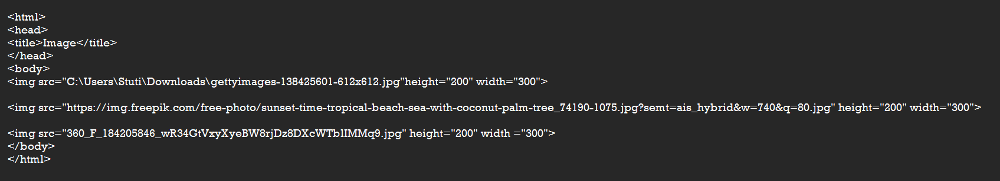 <html>
<head>
<title>Image</title>
</head>
<body>
<img src="C:\Users\Stuti\Downloads\gettyimages-138425601-612x612.jpg"height="200" width="300">
<img src="https://img.freepik.com/free-photo/sunset-time-tropical-beach-sea-with-coconut-palm-tree_74190-1075.jpg?semt=ais_hybrid&w=740&q=80.jpg" height="200" width="300">
<img src="360_F_184205846_wR34GtVxyXyeBW8rjDz8DXcWTblIMMq9.jpg" height="200" width ="300">
</body>
</html>